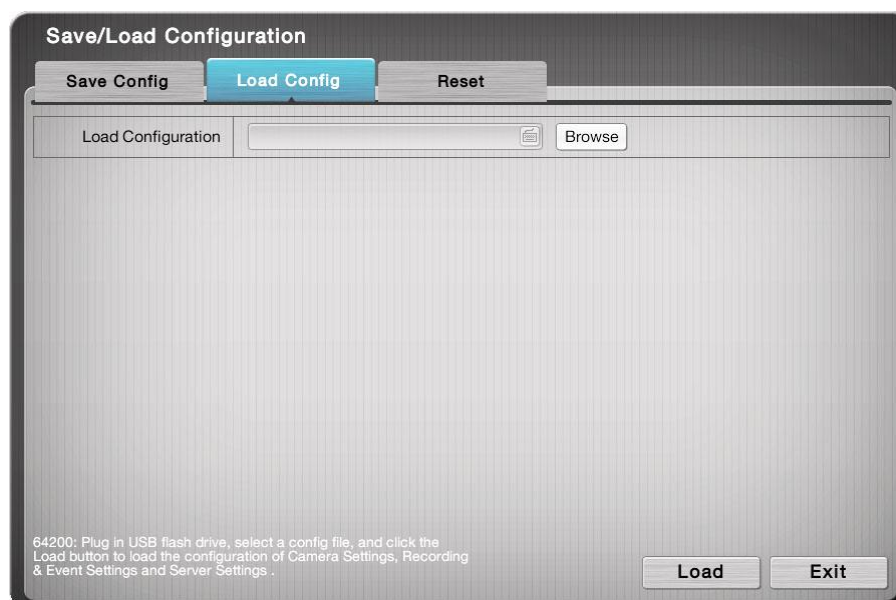 Save/Load Configuration
Save Config
Load Config
Reset
Load Configuration
Browse
64200: Plug in USB flash drive, select a config file, and click the
Load button to load the configuration of Camera Settings, Recording
& Event Settings and Server Settings .
Load
Exit